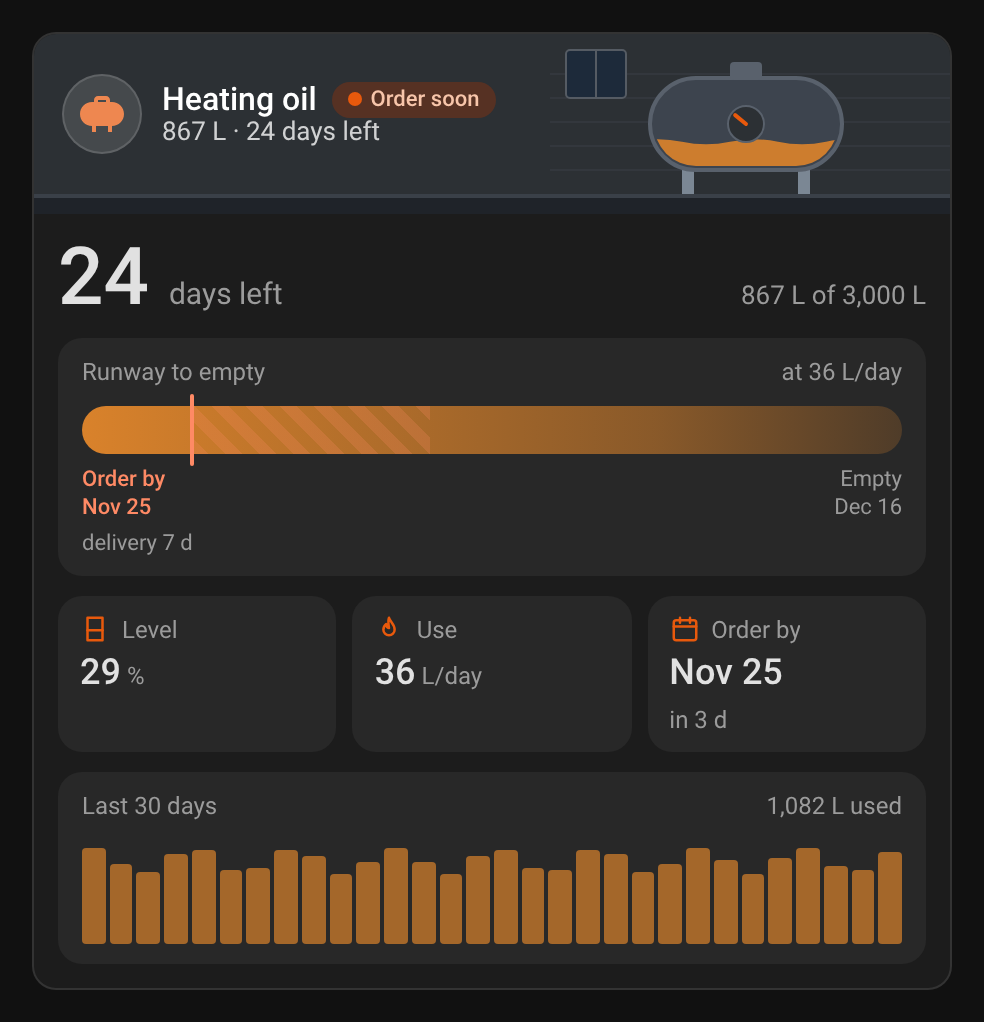 Heating oil
Order soon
867 L · 24 days left
24 days left
867 L of 3,000 L
Runway to empty
at 36 L/day
Order by
Nov 25
delivery 7 d
Empty
Dec 16
Level
29 %
Use
36 L/day
Order by
Nov 25
in 3 d
Last 30 days
1,082 L used